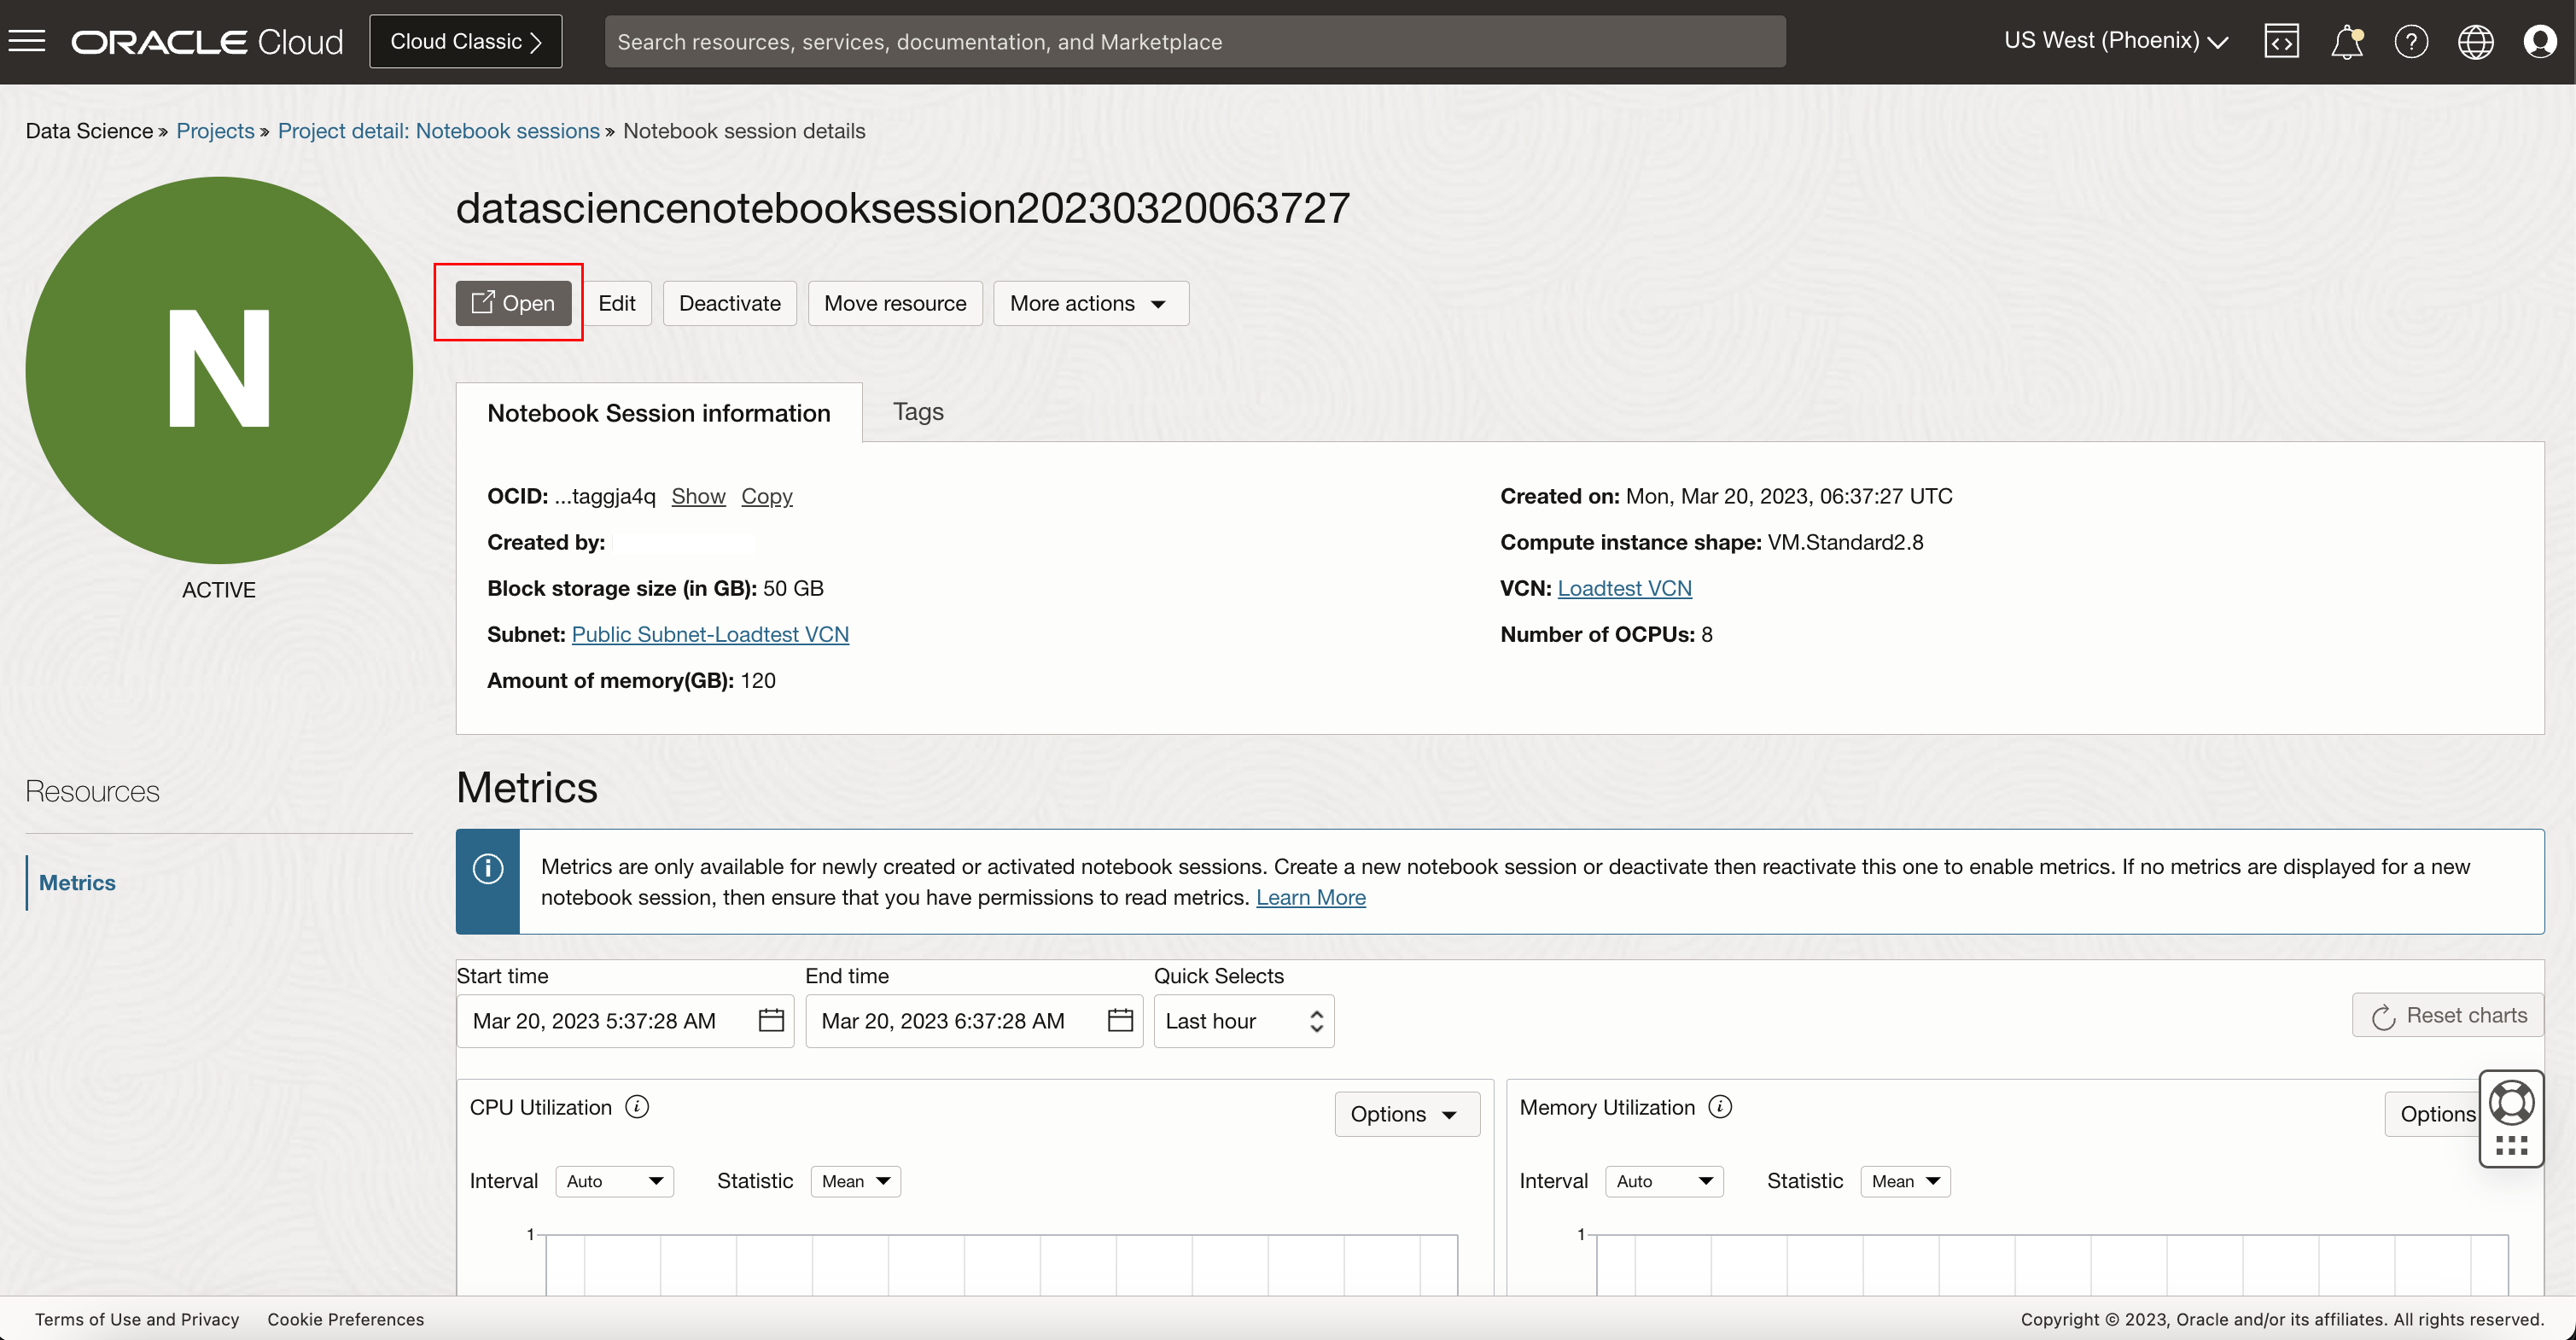 ORACLE Cloud Cloud Classic Search resources, services, documentation, and Marketplace US West (Phoenix)
Data Science » Projects » Project detail: Notebook sessions » Notebook session details
N
ACTIVE
datasciencenotebooksession20230320063727
Open Edit Deactivate Move resource More actions
Notebook Session information Tags
OCID: ...taggja4q Show Copy
Created by:
Block storage size (in GB): 50 GB
Subnet: Public Subnet-Loadtest VCN
Amount of memory(GB): 120
Created on: Mon, Mar 20, 2023, 06:37:27 UTC
Compute instance shape: VM.Standard2.8
VCN: Loadtest VCN
Number of OCPUs: 8
Resources
Metrics
Metrics
Metrics are only available for newly created or activated notebook sessions. Create a new notebook session or deactivate then reactivate this one to enable metrics. If no metrics are displayed for a new
notebook session, then ensure that you have permissions to read metrics. Learn More
Start time End time Quick Selects
Mar 20, 2023 5:37:28 AM Mar 20, 2023 6:37:28 AM Last hour Reset charts
CPU Utilization Options
Interval Auto Statistic Mean
1
Memory Utilization Options
Interval Auto Statistic Mean
1
Terms of Use and Privacy Cookie Preferences Copyright © 2023, Oracle and/or its affiliates. All rights reserved.